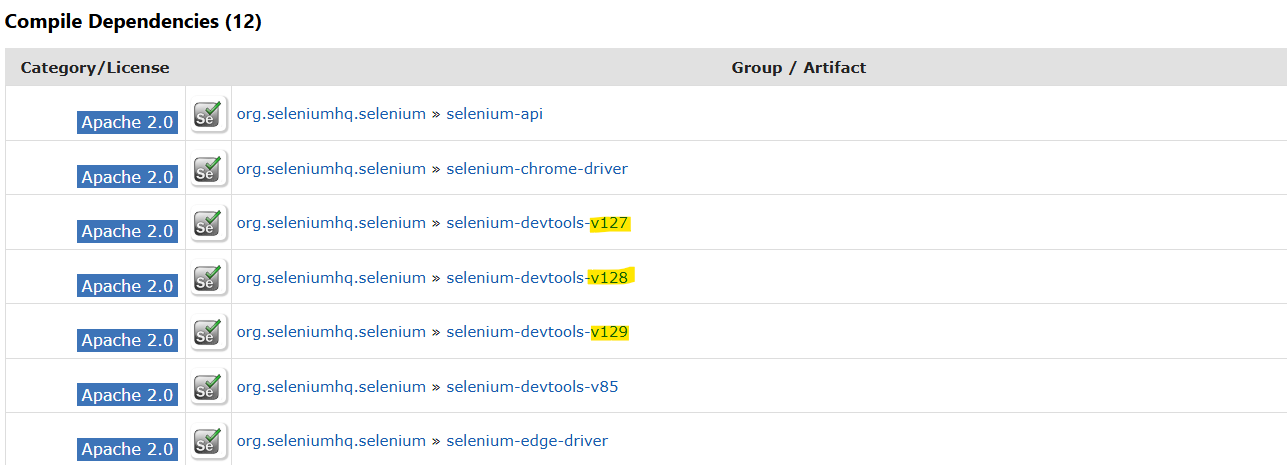 Compile Dependencies (12)
Category/License Group / Artifact
Apache 2.0 Se org.seleniumhq.selenium » selenium-api
Apache 2.0 Se org.seleniumhq.selenium » selenium-chrome-driver
Apache 2.0 Se org.seleniumhq.selenium » selenium-devtools-v127
Apache 2.0 Se org.seleniumhq.selenium » selenium-devtools-v128
Apache 2.0 Se org.seleniumhq.selenium » selenium-devtools-v129
Apache 2.0 Se org.seleniumhq.selenium » selenium-devtools-v85
Apache 2.0 Se org.seleniumhq.selenium » selenium-edge-driver